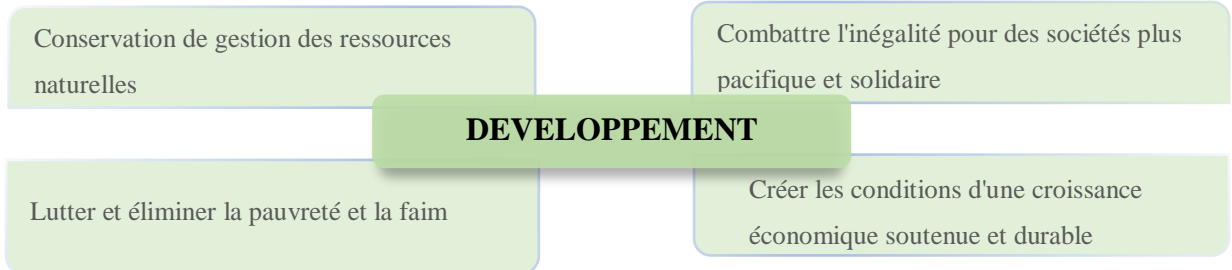 Conservation de gestion des ressources
naturelles
Combattre l'inégalité pour des sociétés plus
pacifique et solidaire
DEVELOPPEMENT
Lutter et éliminer la pauvreté et la faim
Créer les conditions d'une croissance
économique soutenue et durable